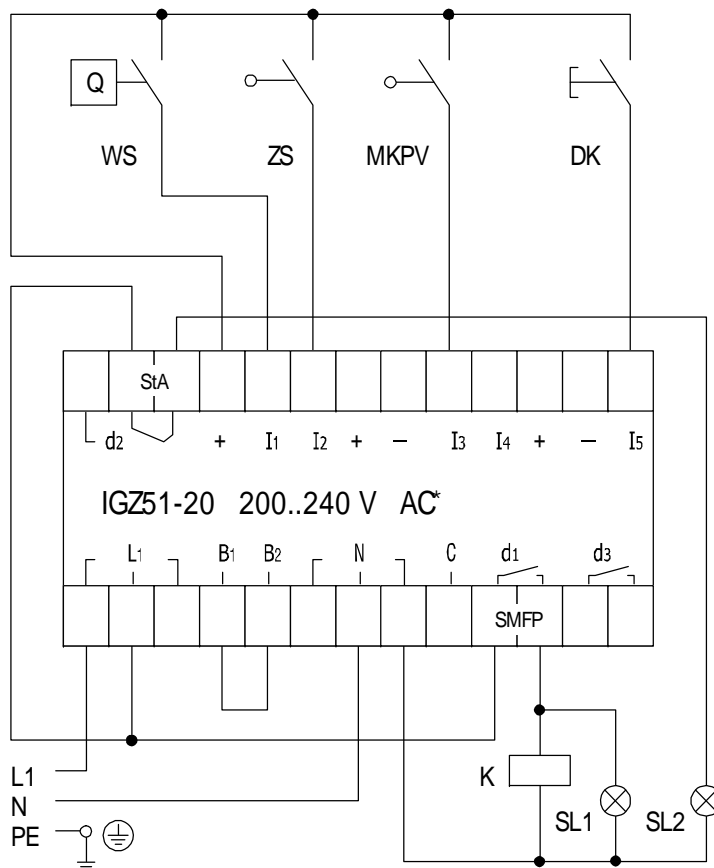 Q
WS ZS MKPV DK
StA
d2 + I1 I2 + – I3 I4 + – I5
IGZ51-20 200..240 V AC*
L1 B1 B2 N C d1 d3
SMFP
L1
N
PE
K
SL1 SL2